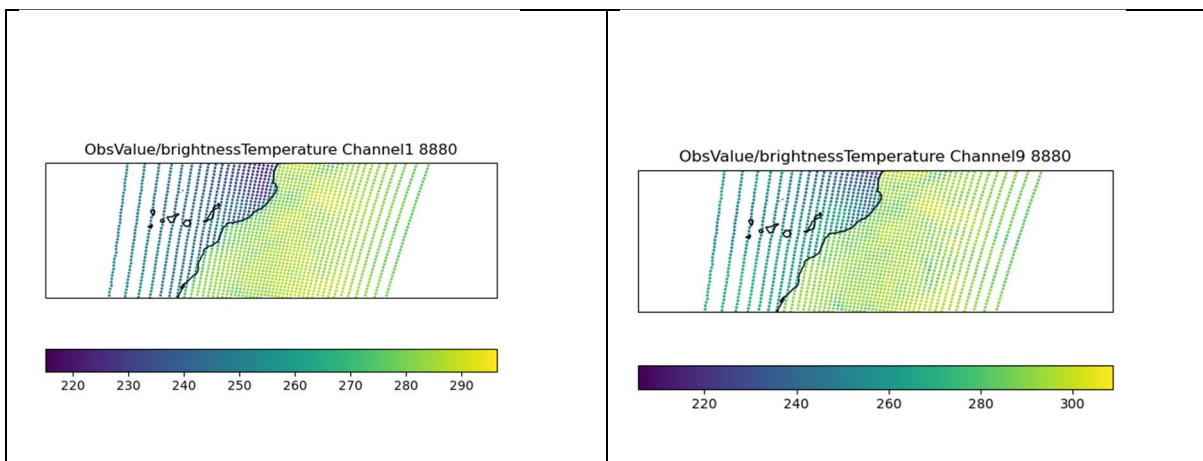 ObsValue/brightnessTemperature Channel1 8880
220 230 240 250 260 270 280 290
ObsValue/brightnessTemperature Channel9 8880
220 240 260 280 300